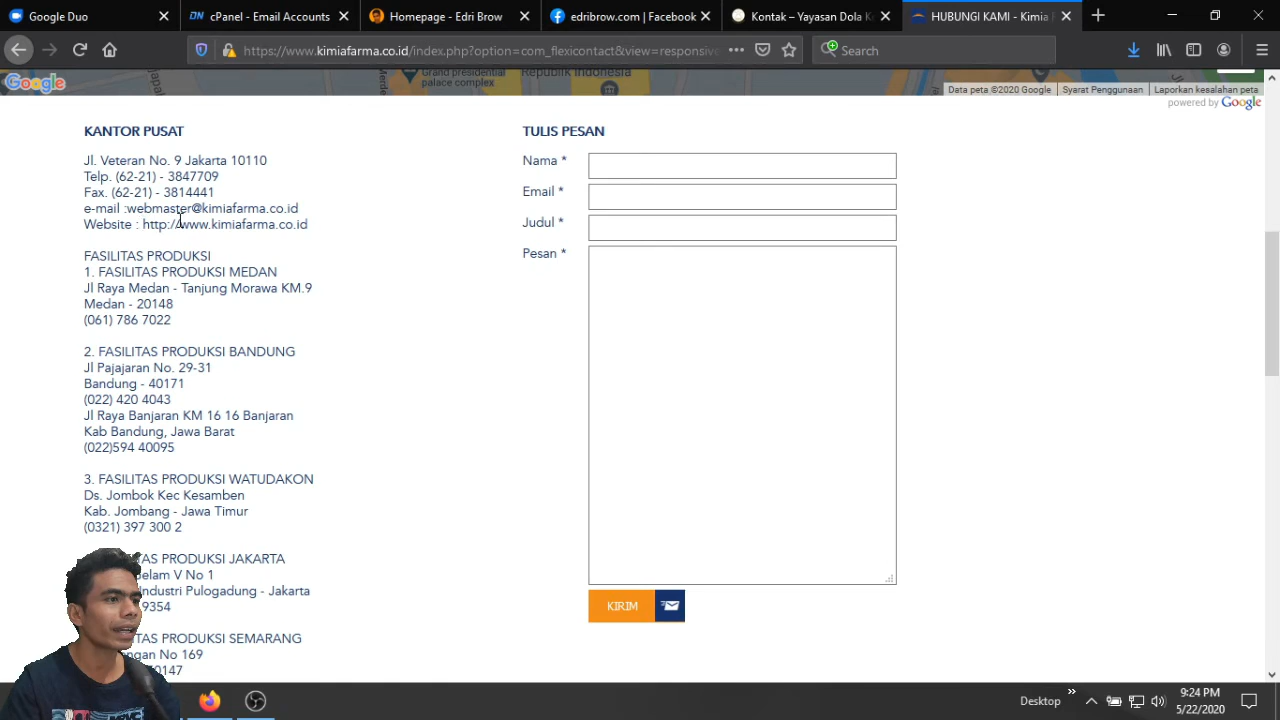 Google Duo
cPanel - Email Accounts
Homepage - Edri Brow
edribrow.com | Facebook
Kontak – Yayasan Dola K
HUBUNGI KAMI - Kimia F
https://www.kimiafarma.co.id/index.php?option=com_flexicontact&view=responsiv
Search
Grand presidential
palace complex
Republik Indonesia
Google
Data peta ©2020 Google
Syarat Penggunaan
Laporkan kesalahan peta
powered by Google
KANTOR PUSAT
Jl. Veteran No. 9 Jakarta 10110
Telp. (62-21) - 3847709
Fax. (62-21) - 3814441
e-mail :webmaster@kimiafarma.co.id
Website : http://www.kimiafarma.co.id
FASILITAS PRODUKSI
1. FASILITAS PRODUKSI MEDAN
Jl Raya Medan - Tanjung Morawa KM.9
Medan - 20148
(061) 786 7022
2. FASILITAS PRODUKSI BANDUNG
Jl Pajajaran No. 29-31
Bandung - 40171
(022) 420 4043
Jl Raya Banjaran KM 16 16 Banjaran
Kab Bandung, Jawa Barat
(022)594 40095
3. FASILITAS PRODUKSI WATUDAKON
Ds. Jombok Kec Kesamben
Kab. Jombang - Jawa Timur
(0321) 397 300 2
PRODUKSI JAKARTA
V No 1
Pulogadung - Jakarta
9354
PRODUKSI SEMARANG
No 169
0147
TULIS PESAN
Nama *
Email *
Judul *
Pesan *
KIRIM
Desktop
9:24 PM
5/22/2020